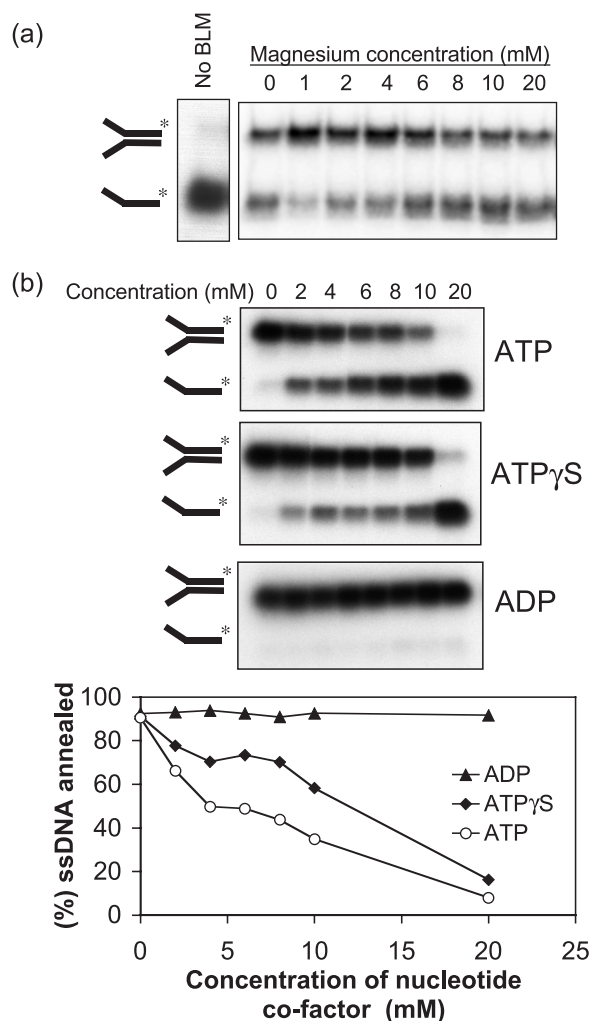 (a)
No BLM
Magnesium concentration (mM)
0 1 2 4 6 8 10 20
*
*
(b)
Concentration (mM) 0 2 4 6 8 10 20
*
*
ATP
*
*
ATPγS
*
*
ADP
100
80
60
40
20
0
(%) ssDNA annealed
ADP
ATPγS
ATP
0 5 10 15 20 25
Concentration of nucleotide
co-factor (mM)